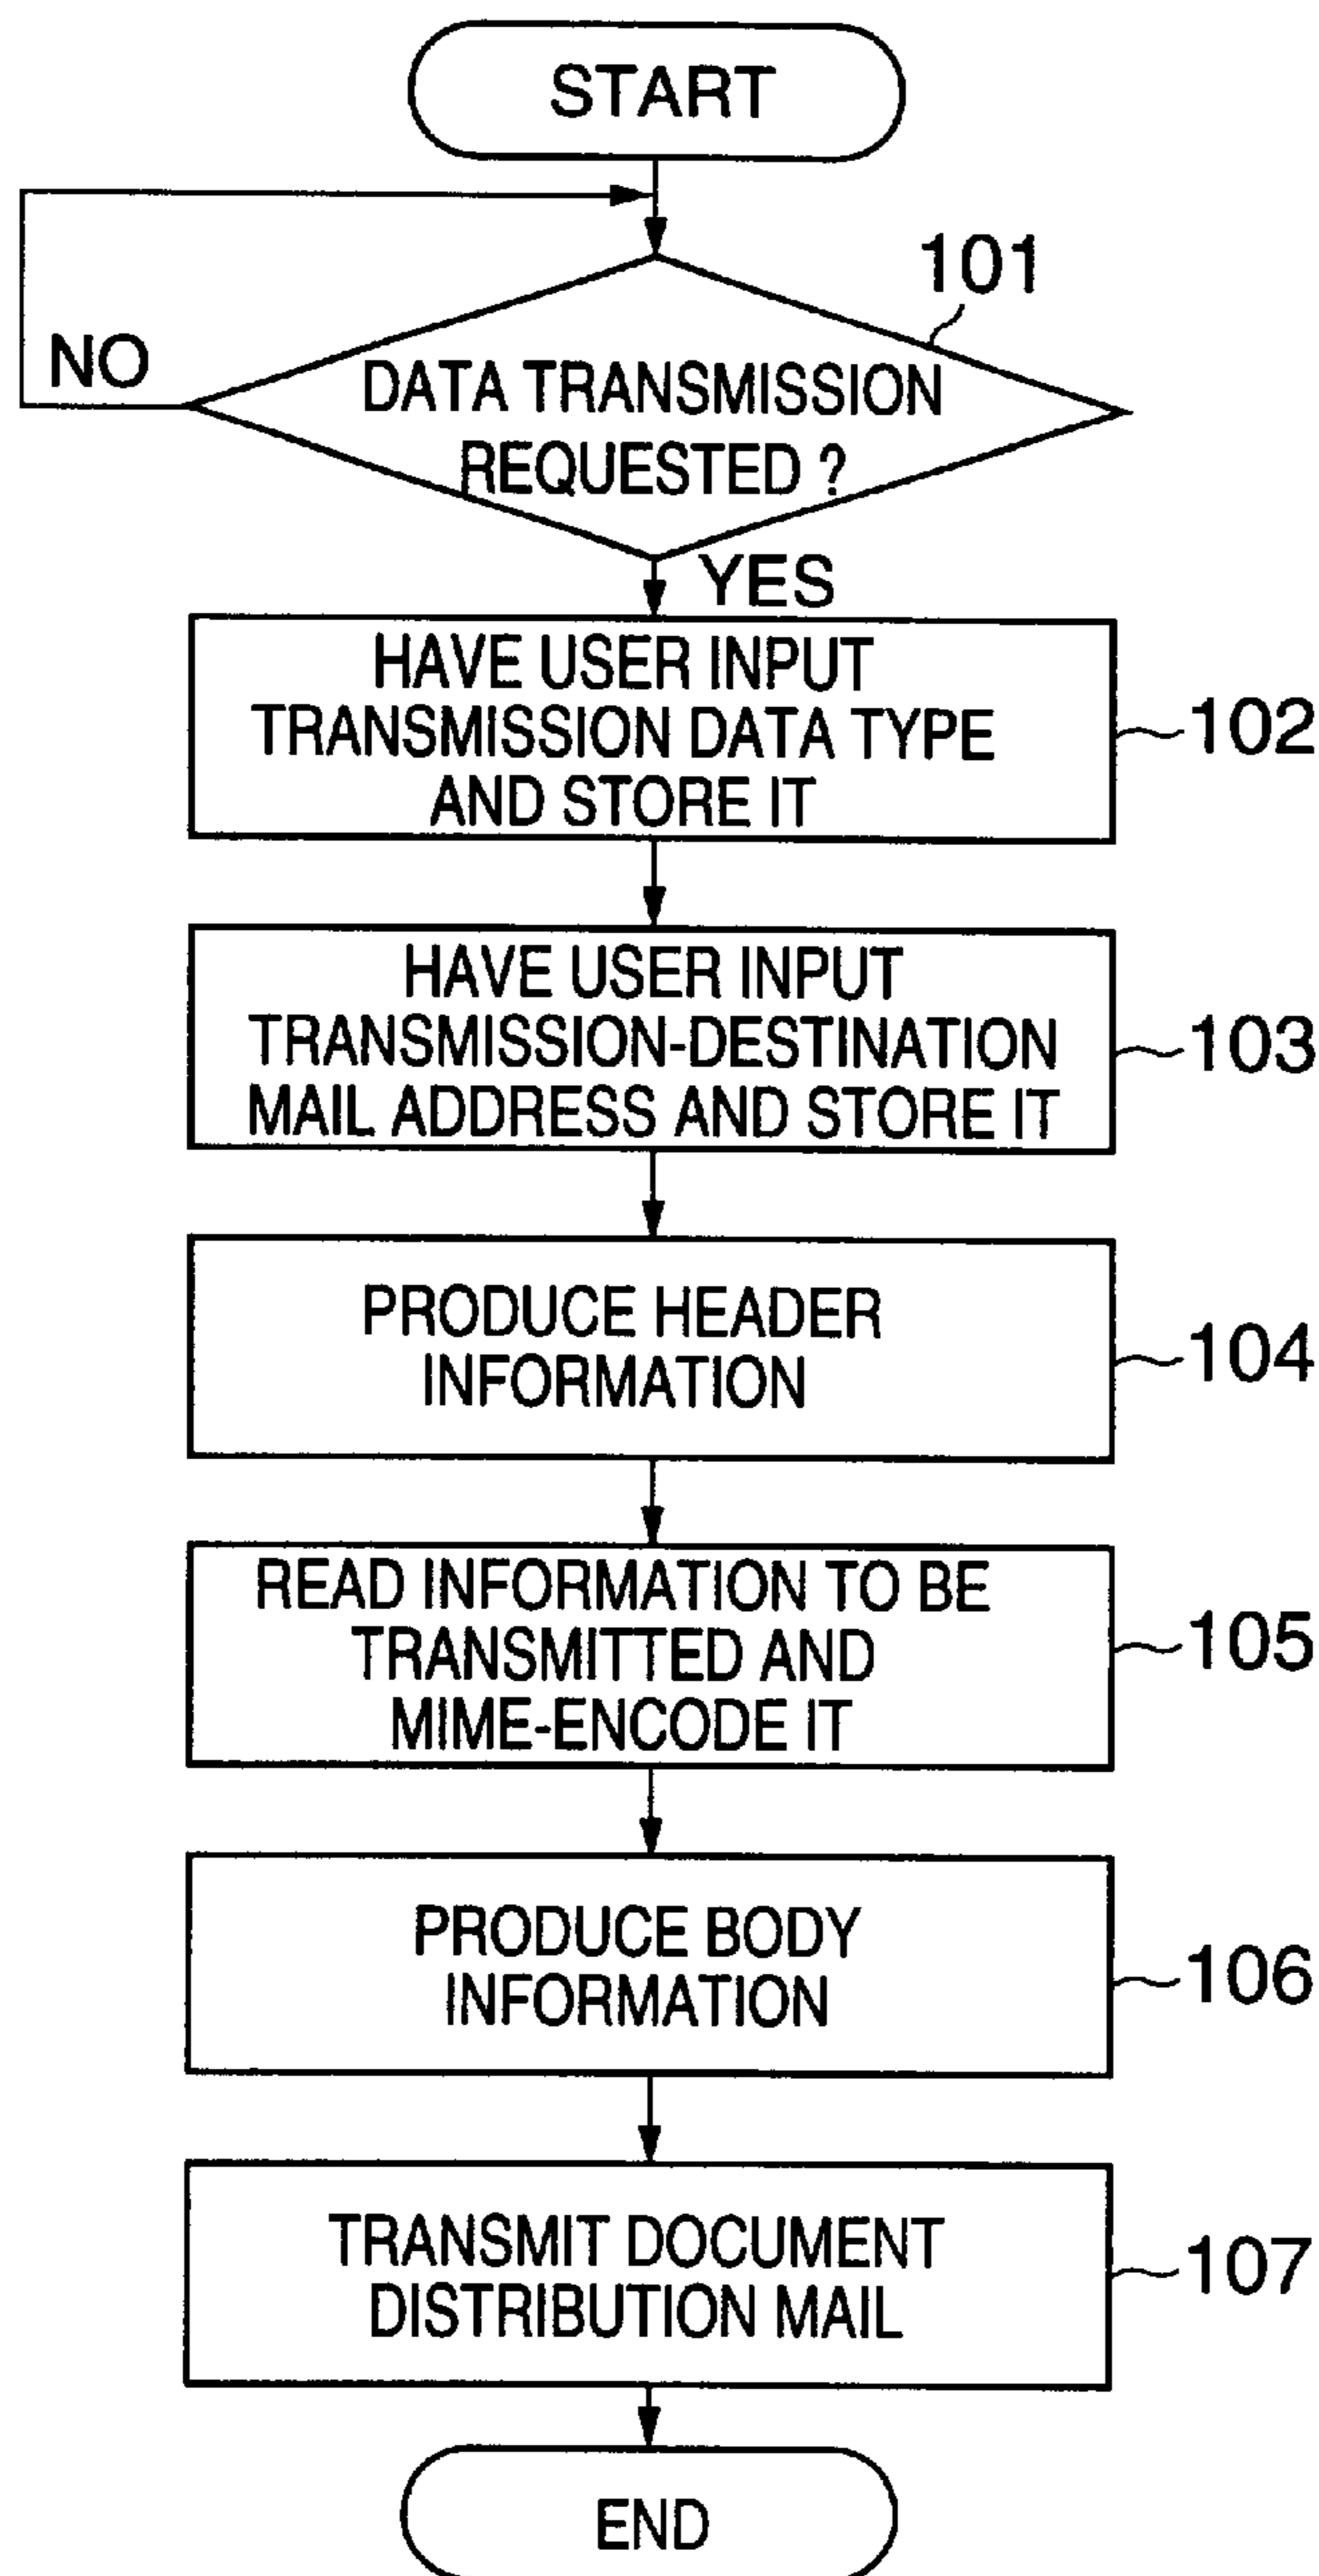 START
101
NO
DATA TRANSMISSION
REQUESTED ?
YES
HAVE USER INPUT
TRANSMISSION DATA TYPE
AND STORE IT
102
HAVE USER INPUT
TRANSMISSION-DESTINATION
MAIL ADDRESS AND STORE IT
103
PRODUCE HEADER
INFORMATION
104
READ INFORMATION TO BE
TRANSMITTED AND
MIME-ENCODE IT
105
PRODUCE BODY
INFORMATION
106
TRANSMIT DOCUMENT
DISTRIBUTION MAIL
107
END